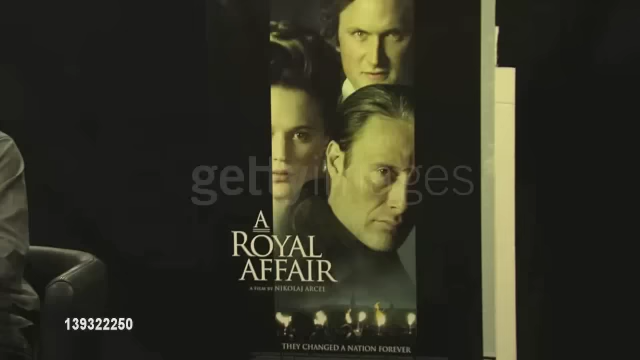 gettyimages
A
ROYAL
AFFAIR
A FILM BY NIKOLAJ ARCEL
139322250
THEY CHANGED A NATION FOREVER